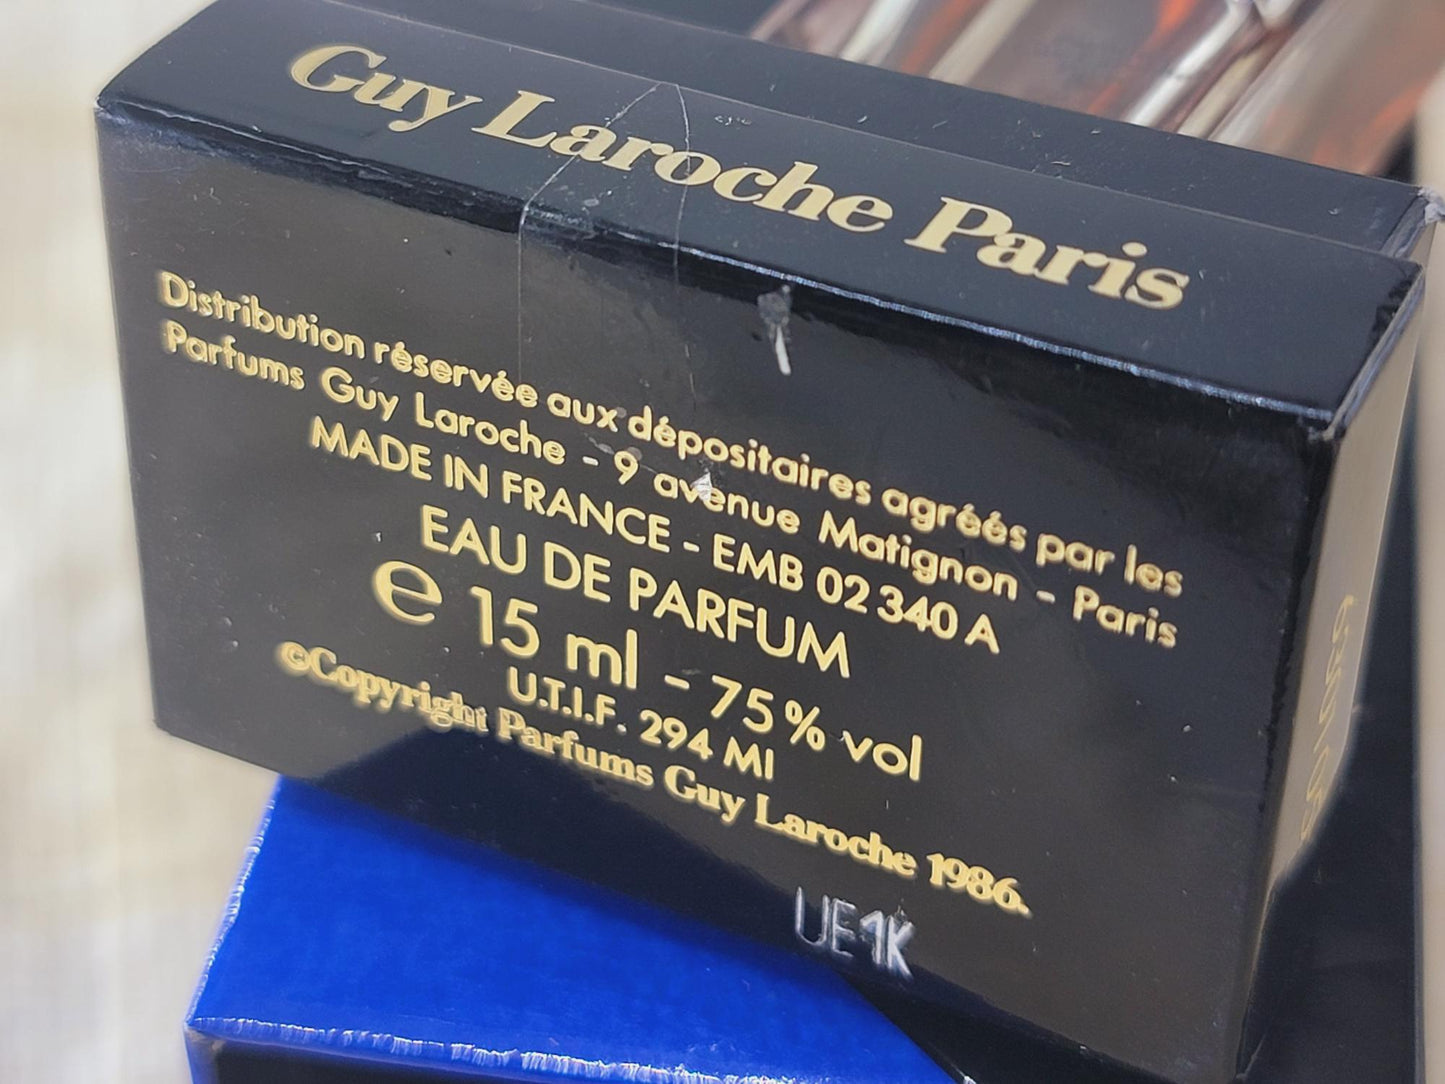 Guy Laroche Paris
Distribution réservée aux dépositaires agréés par les
Parfums Guy Laroche - 9 avenue Matignon - Paris
MADE IN FRANCE - EMB 02 340 A
EAU DE PARFUM
℮ 15 ml - 75% vol
U.T.I.F. 294 MI
©Copyright Parfums Guy Laroche 1986.
UE1K